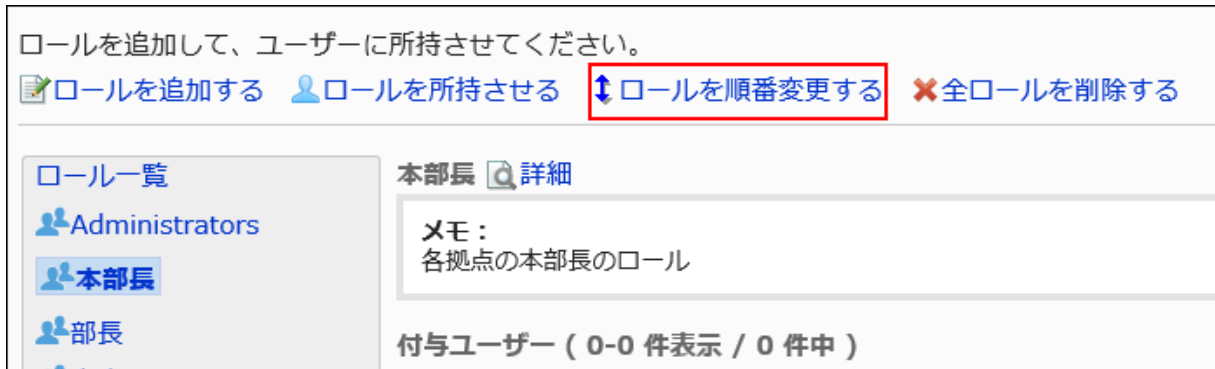 ロールを追加して、ユーザーに所持させてください。
ロールを追加する ロールを所持させる ロールを順番変更する 全ロールを削除する
ロール一覧
Administrators
本部長
部長
本部長 詳細
メモ：
各拠点の本部長のロール
付与ユーザー ( 0-0 件表示 / 0 件中 )